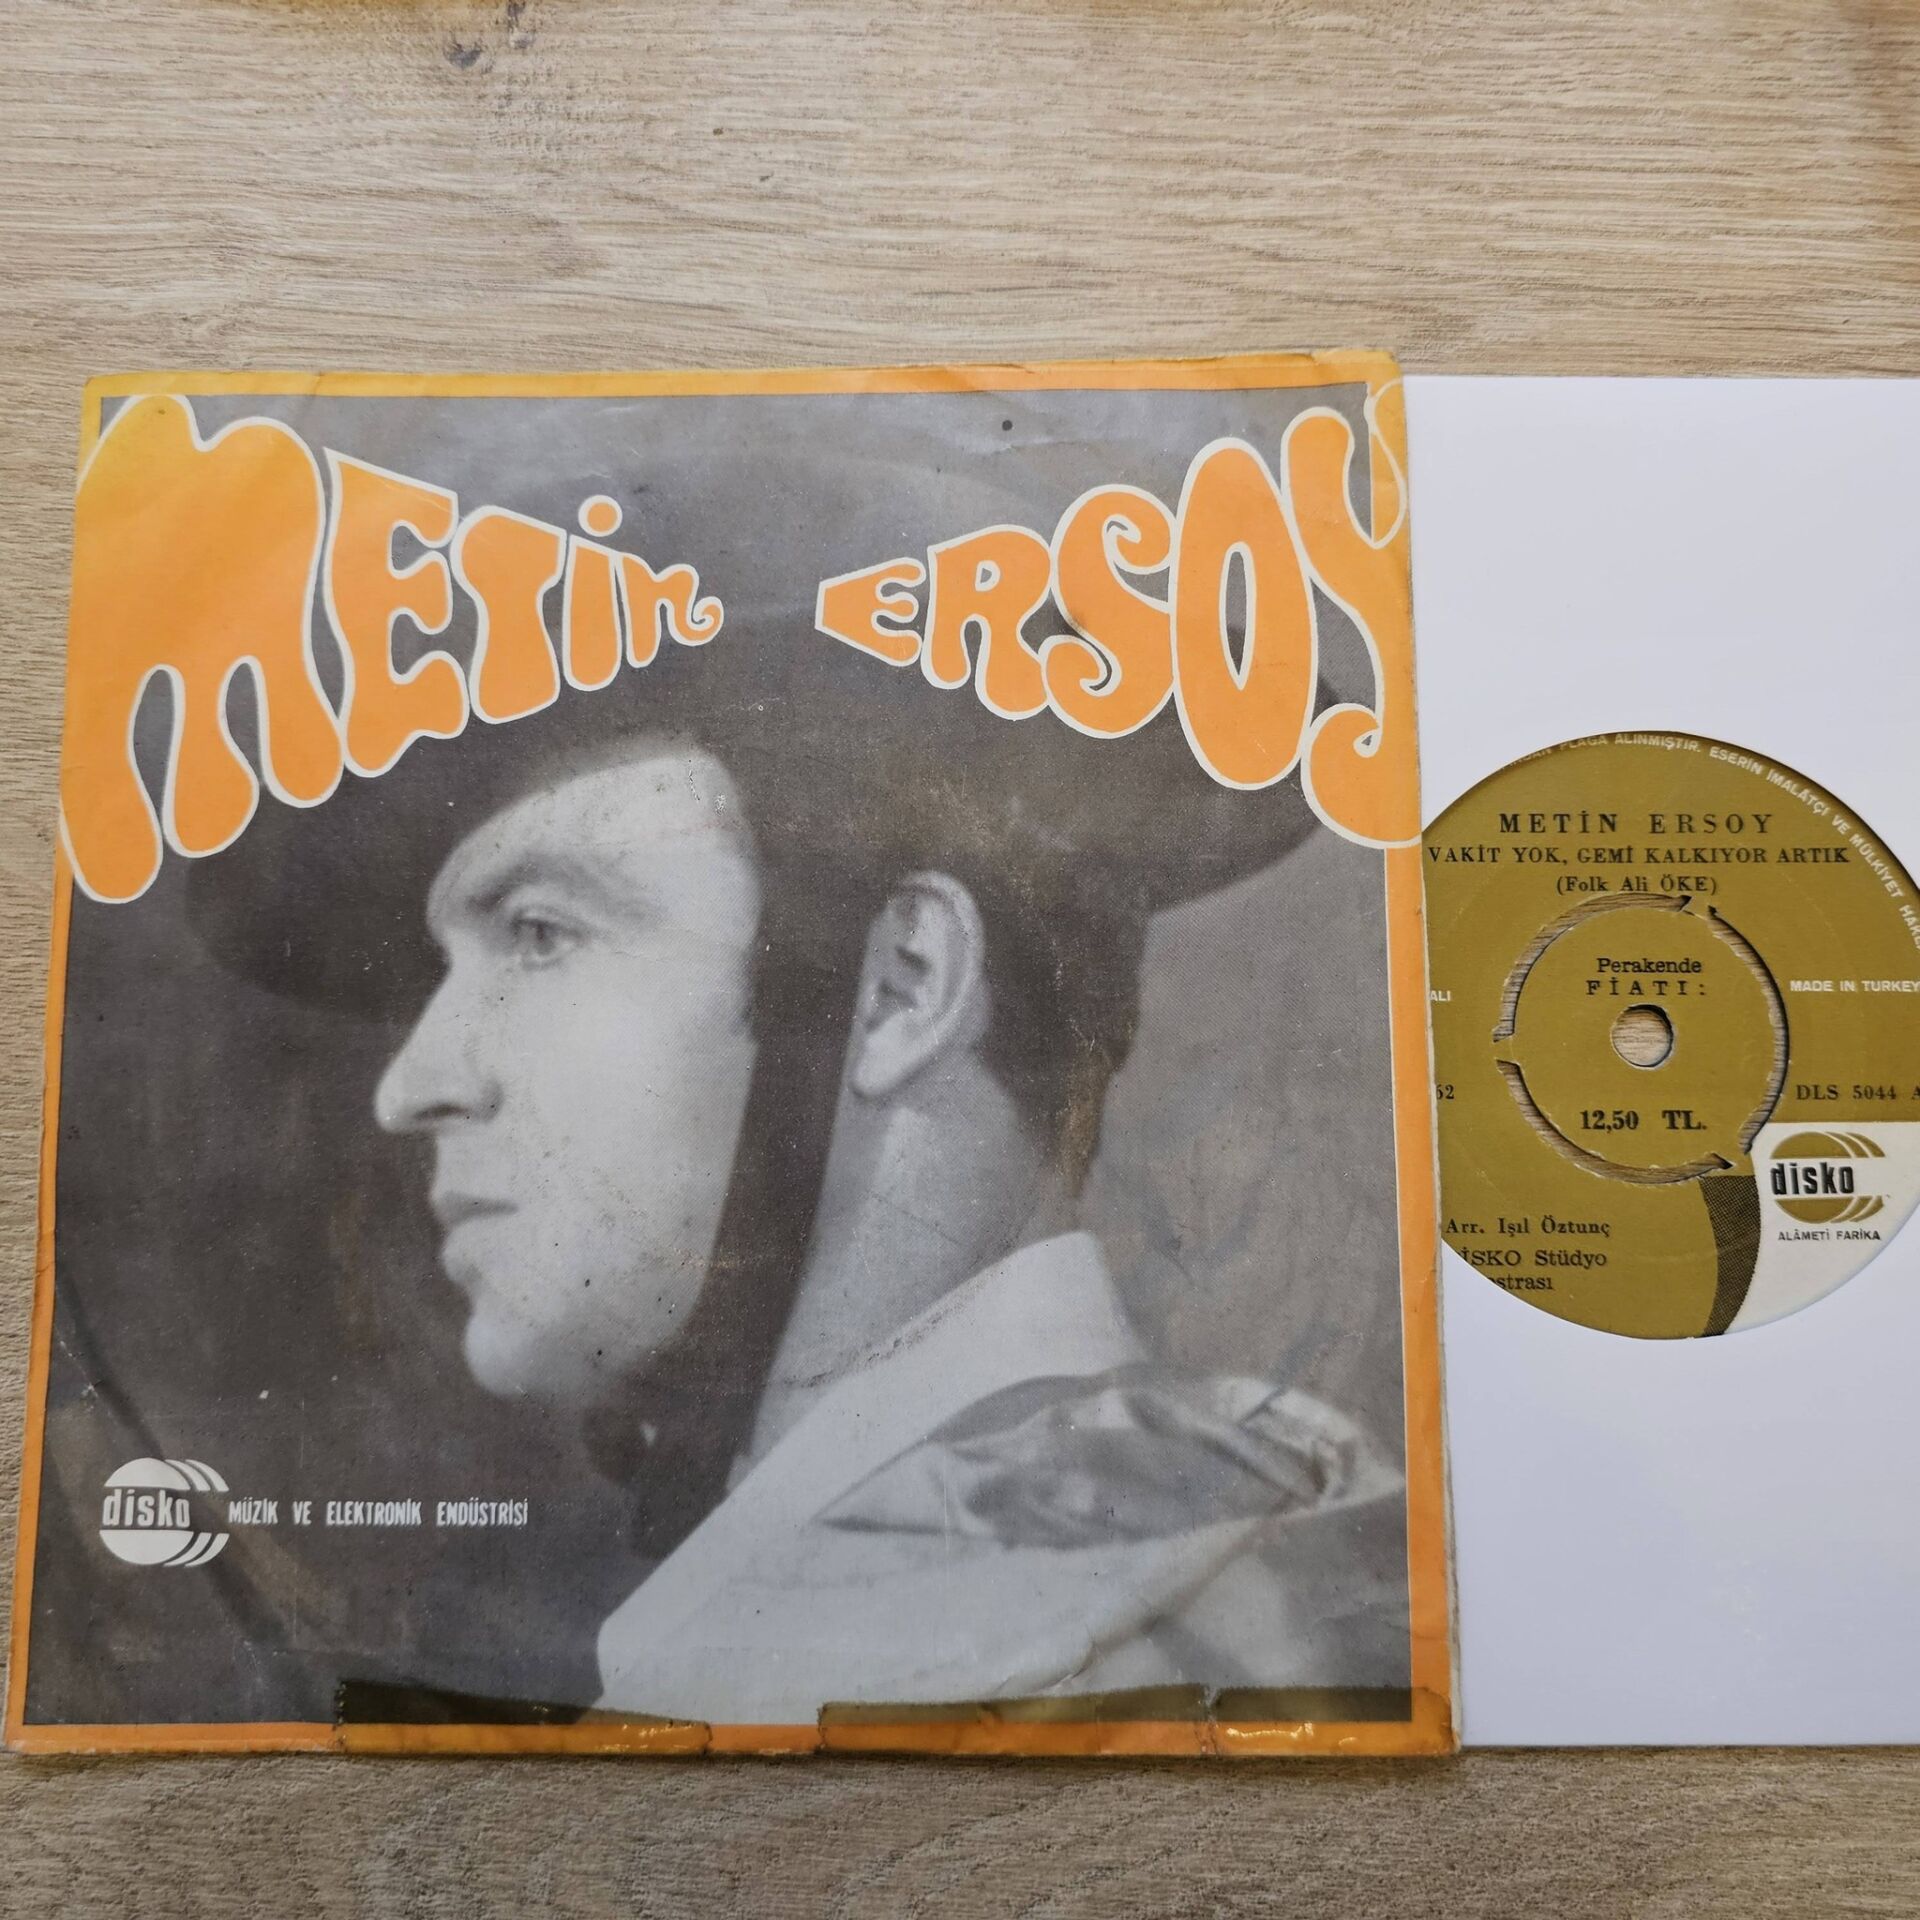 METİN ERSOY
disko MÜZİK VE ELEKTRONİK ENDÜSTRİSİ
PLAĞA ALINMIŞTIR. ESERİN İMALÂTÇI VE MÜLKİYET
METİN ERSOY
VAKİT YOK, GEMİ KALKIYOR ARTIK
(Folk Ali ÖKE)
Perakende
FİATI:
MADE IN TURKEY
DLS 5044 A
12,50 TL.
disko
ALÂMETİ FARİKA
Arr. Işıl Öztunç
Stüdyo